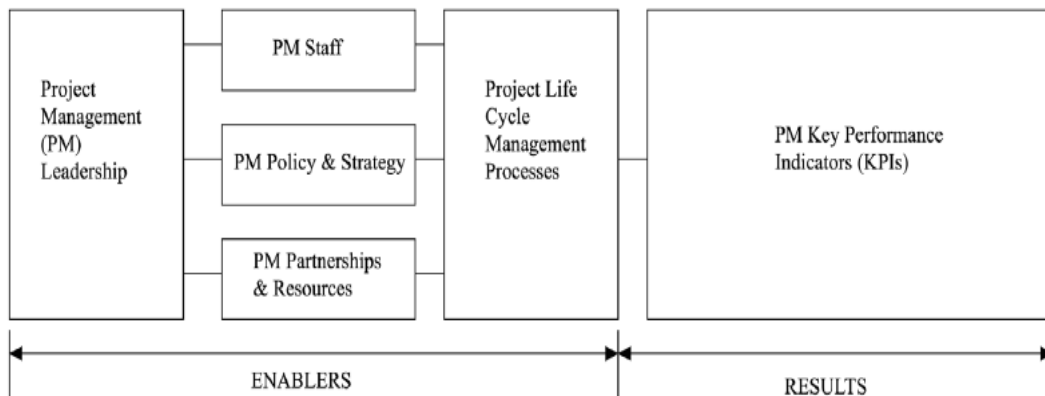 Project
Management
(PM)
Leadership
PM Staff
PM Policy & Strategy
PM Partnerships
& Resources
Project Life
Cycle
Management
Processes
PM Key Performance
Indicators (KPIs)
ENABLERS
RESULTS